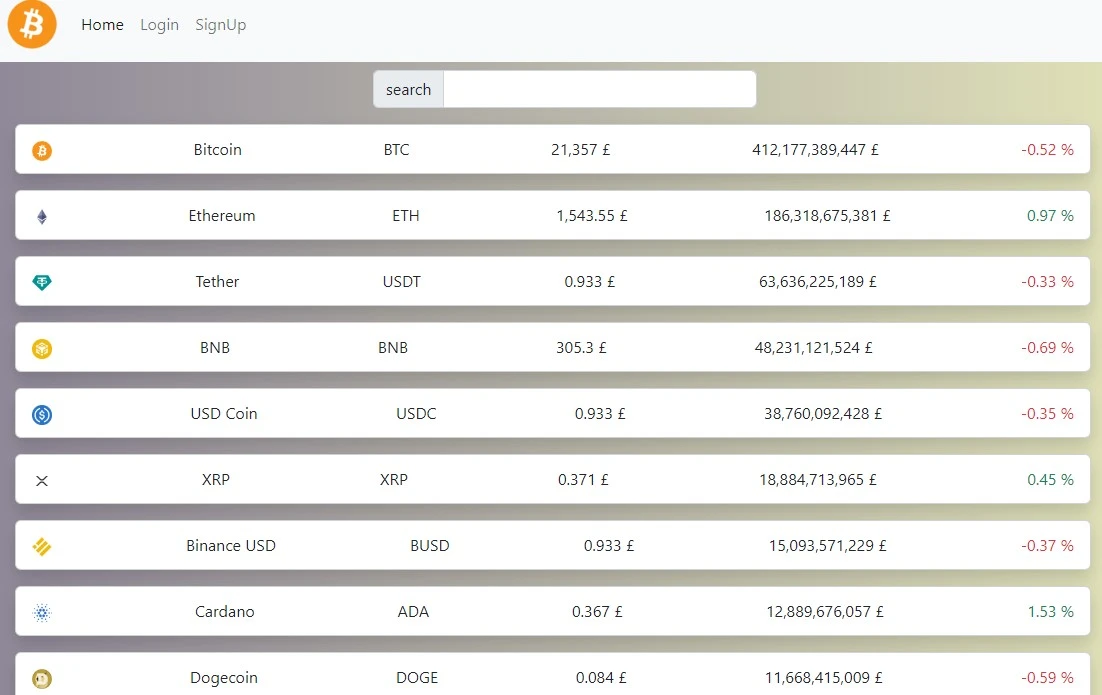 Home Login SignUp
search
Bitcoin BTC 21,357 £ 412,177,389,447 £ -0.52 %
Ethereum ETH 1,543.55 £ 186,318,675,381 £ 0.97 %
Tether USDT 0.933 £ 63,636,225,189 £ -0.33 %
BNB BNB 305.3 £ 48,231,121,524 £ -0.69 %
USD Coin USDC 0.933 £ 38,760,092,428 £ -0.35 %
XRP XRP 0.371 £ 18,884,713,965 £ 0.45 %
Binance USD BUSD 0.933 £ 15,093,571,229 £ -0.37 %
Cardano ADA 0.367 £ 12,889,676,057 £ 1.53 %
Dogecoin DOGE 0.084 £ 11,668,415,009 £ -0.59 %